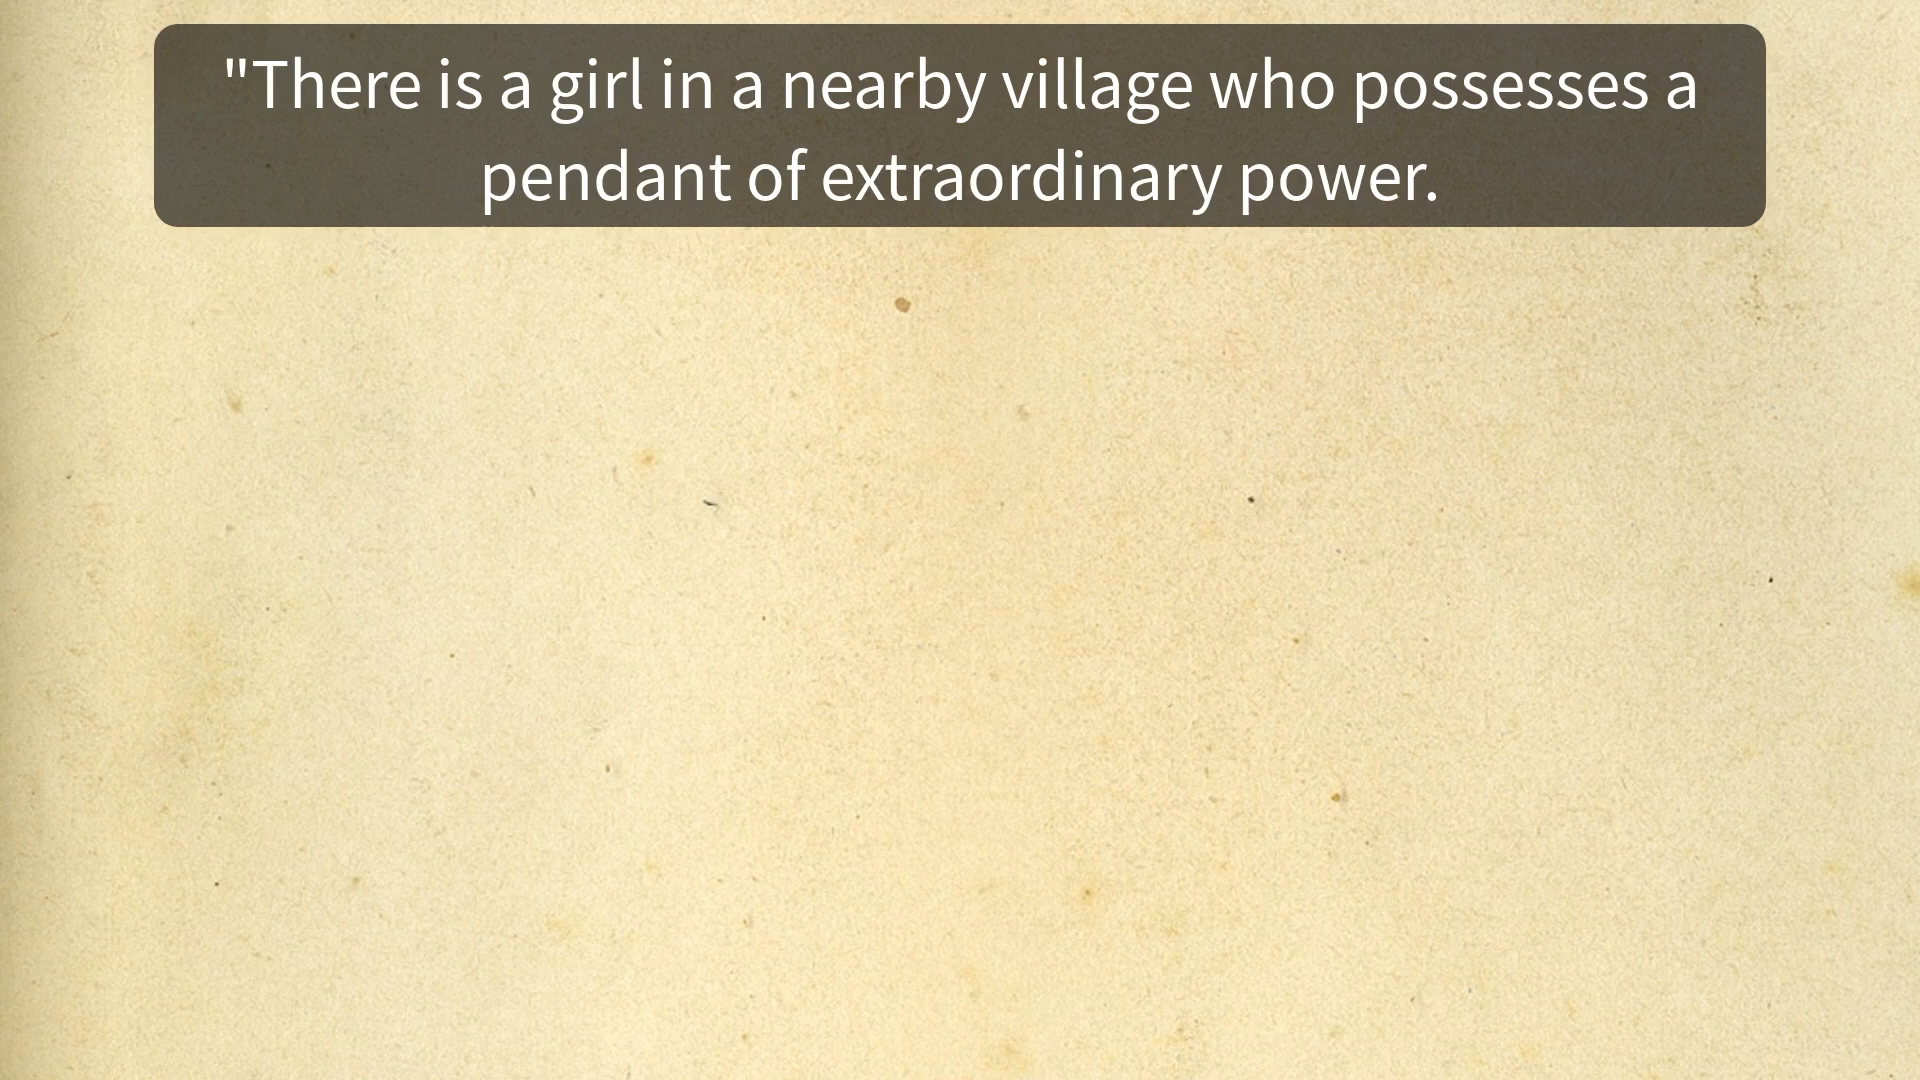 "There is a girl in a nearby village who possesses a
pendant of extraordinary power.